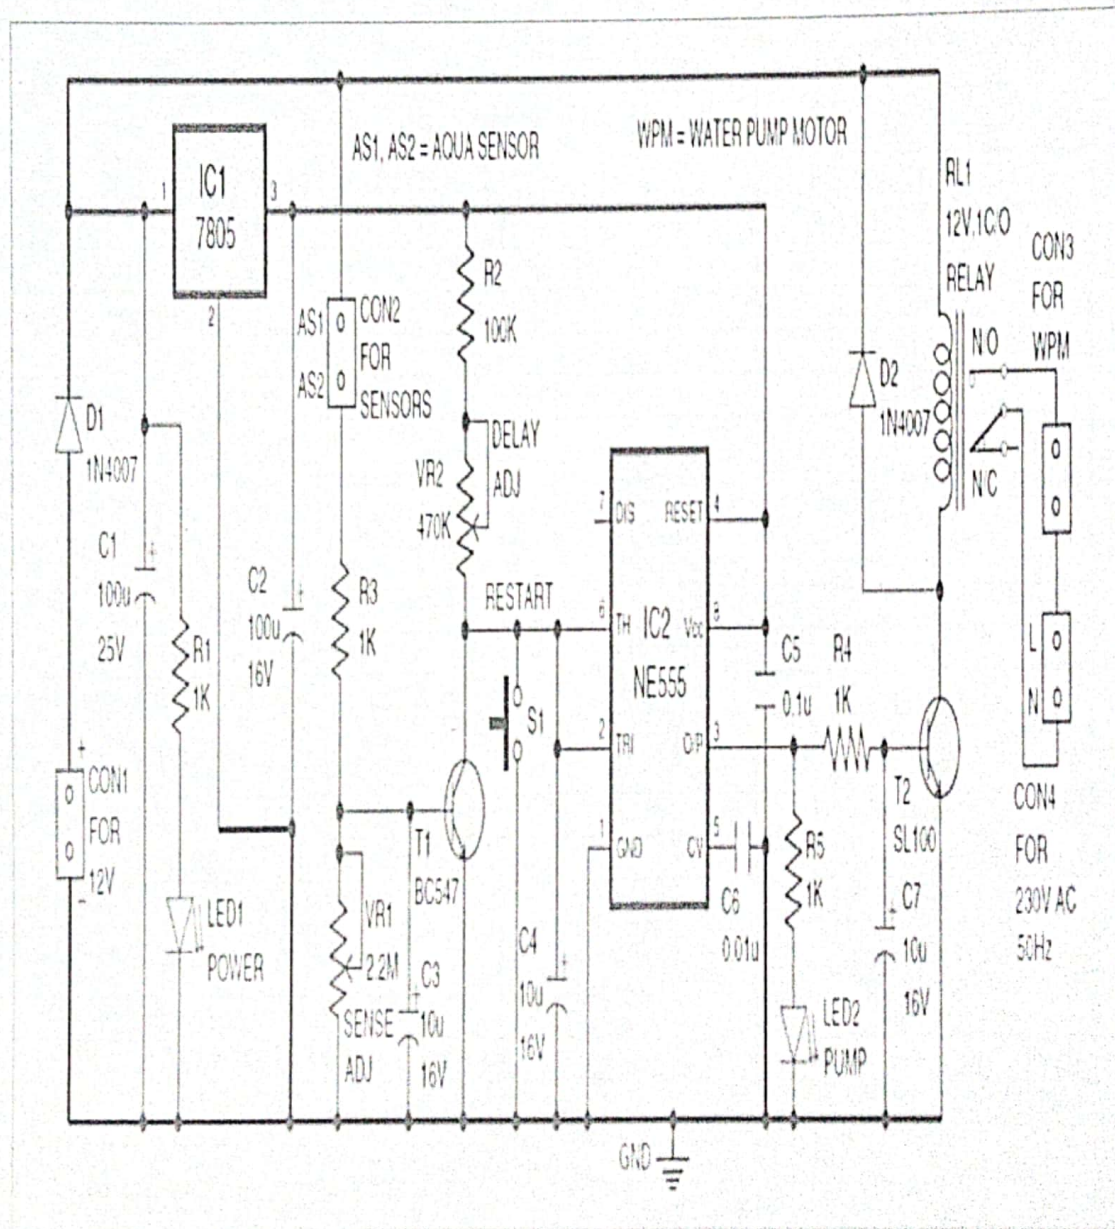 AS1, AS2 = AQUA SENSOR
WPM = WATER PUMP MOTOR
IC1
7805
1
3
2
RL1
12V,1C/O
RELAY
CON3
FOR
WPM
N/O
N/C
AS1
AS2
CON2
FOR
SENSORS
R2
100K
DELAY
ADJ
VR2
470K
D1
1N4007
D2
1N4007
C1
100u
25V
+
R1
1K
C2
100u
16V
+
R3
1K
RESTART
S1
7
DIS
RESET
4
6
TH
IC2
NE555
Vcc
8
2
TRI
O/P
3
1
GND
CV
5
C5
0.1u
R4
1K
L
N
CON4
FOR
230V AC
50Hz
+
CON1
FOR
12V
-
LED1
POWER
T1
BC547
VR1
2.2M
SENSE
ADJ
C3
10u
16V
+
C4
10u
16V
+
C6
0.01u
R5
1K
T2
SL100
C7
10u
16V
+
LED2
PUMP
GND